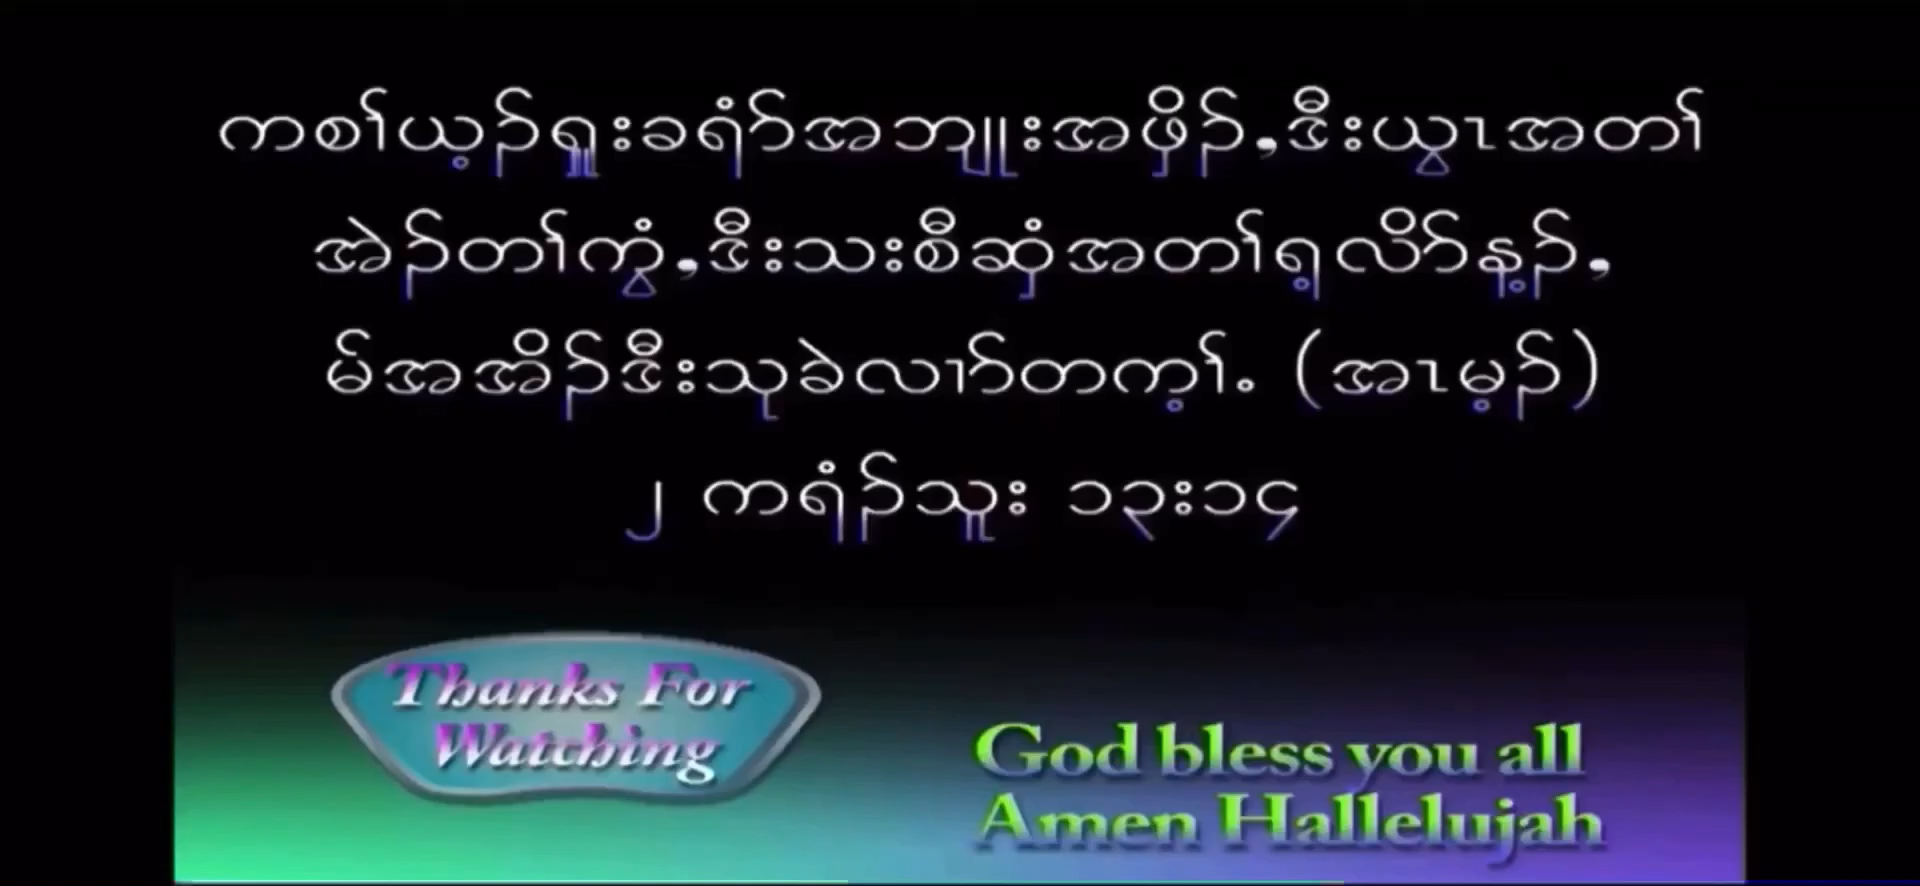 ကစၢ်ယ့ၣ်ရှူးခရံာ်အဘျုးအဖှိၣ်,ဒီးယွၤအတၢ်
အဲၣ်တၢ်ကွံ,ဒီးသးစီဆှံအတၢ်ရ့လိာ်န့ၣ်,
မ်အအိၣ်ဒီးသုခဲလၢာ်တက့ၢ်. (အၤမ့ၣ်)
၂ ကရံၣ်သူး ၁၃း၁၄
Thanks For
Watching
God bless you all
Amen Hallelujah